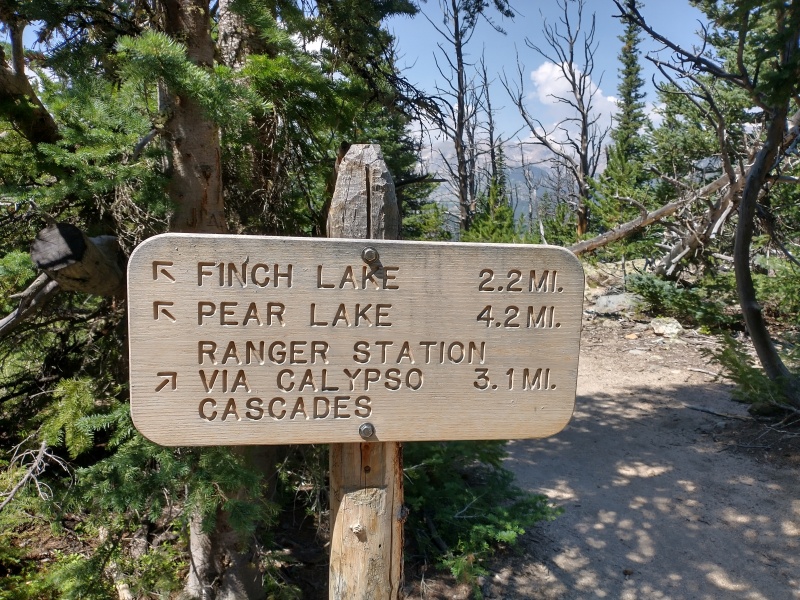 ↖ FINCH LAKE 2.2 MI.
↖ PEAR LAKE 4.2 MI.
RANGER STATION
↗ VIA CALYPSO 3.1 MI.
CASCADES